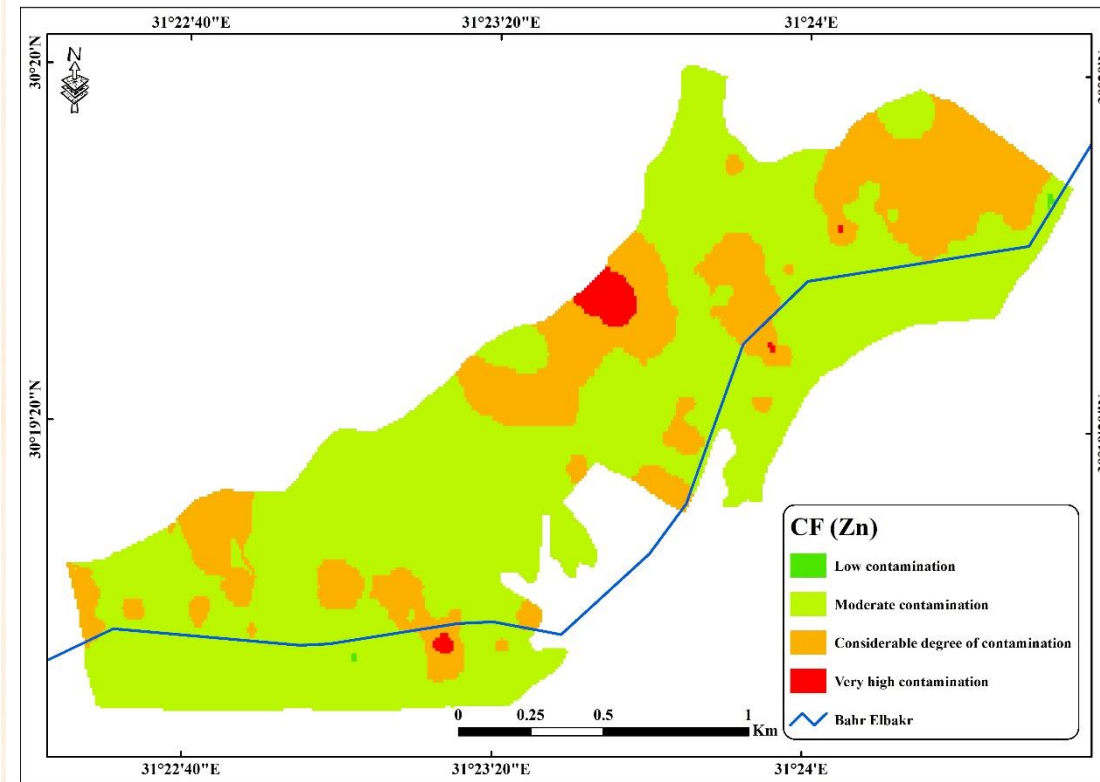 31°22'40"E 31°23'20"E 31°24'E
30°20'N
N
30°19'20"N
CF (Zn)
Low contamination
Moderate contamination
Considerable degree of contamination
Very high contamination
Bahr Elbakr
0 0.25 0.5 1
Km
31°22'40"E 31°23'20"E 31°24'E